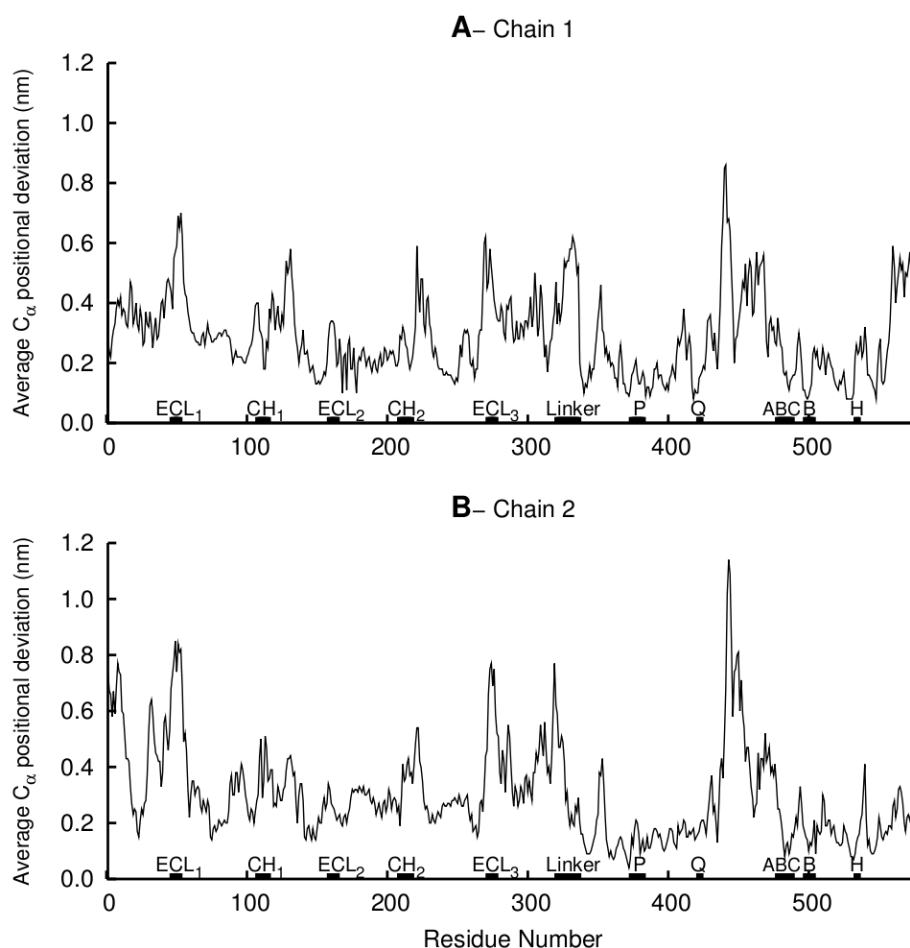 A– Chain 1
Average Cα positional deviation (nm)
1.2
1.0
0.8
0.6
0.4
0.2
0.0
ECL1 CH1 ECL2 CH2 ECL3 Linker P Q ABC B H
0 100 200 300 400 500
B– Chain 2
Average Cα positional deviation (nm)
1.2
1.0
0.8
0.6
0.4
0.2
0.0
ECL1 CH1 ECL2 CH2 ECL3 Linker P Q ABC B H
0 100 200 300 400 500
Residue Number